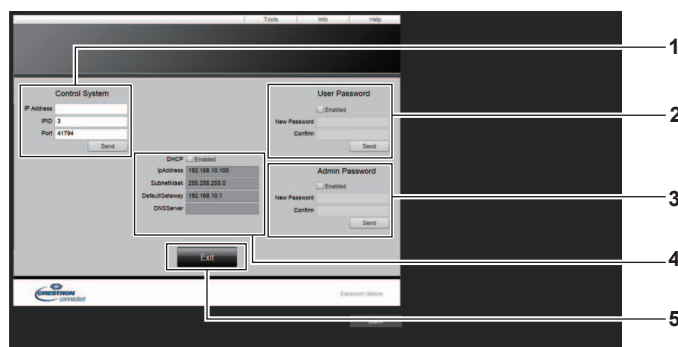 Tools Info Help
1
Control System
IP Address
IPID 3
Port 41794
Send
User Password
Enabled
New Password
Confirm
Send
2
DHCP Enabled
IpAddress 192.168.10.100
SubnetMask 255.255.255.0
DefaultGateway 192.168.10.1
DNSServer
Admin Password
Enabled
New Password
Confirm
Send
3
4
Exit
CRESTRON
connected
Expansion Options
5
Back